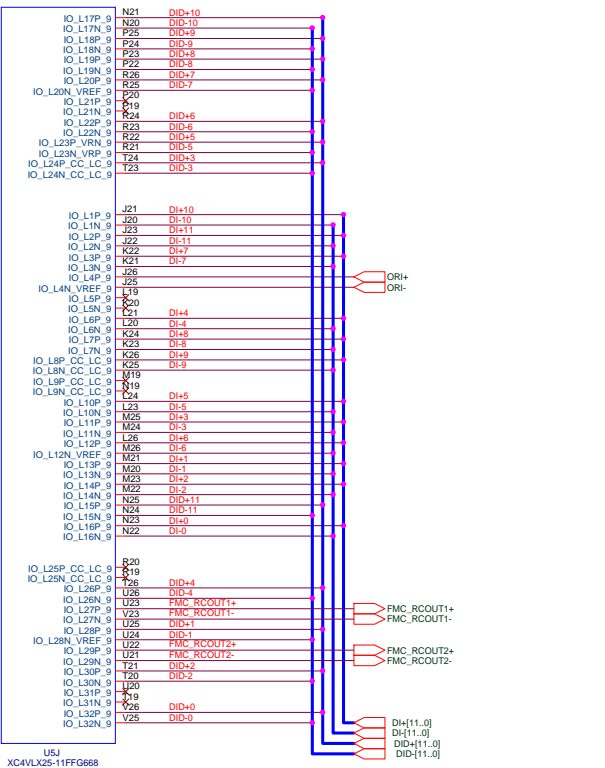 IO_L17P_9 N21 DID+10
IO_L17N_9 N20 DID-10
IO_L18P_9 P25 DID+9
IO_L18N_9 P24 DID-9
IO_L19P_9 P23 DID+8
IO_L19N_9 P22 DID-8
IO_L20P_9 R26 DID+7
IO_L20N_VREF_9 R25 DID-7
IO_L21P_9 P20
IO_L21N_9 P19
IO_L22P_9 R24 DID+6
IO_L22N_9 R23 DID-6
IO_L23P_VRN_9 R22 DID+5
IO_L23N_VRP_9 R21 DID-5
IO_L24P_CC_LC_9 T24 DID+3
IO_L24N_CC_LC_9 T23 DID-3
IO_L1P_9 J21 DI+10
IO_L1N_9 J20 DI-10
IO_L2P_9 J23 DI+11
IO_L2N_9 J22 DI-11
IO_L3P_9 K22 DI+7
IO_L3N_9 K21 DI-7
IO_L4P_9 J26 ORI+
IO_L4N_VREF_9 J25 ORI-
IO_L5P_9 L19
IO_L5N_9 K20
IO_L6P_9 L21 DI+4
IO_L6N_9 L20 DI-4
IO_L7P_9 K24 DI+8
IO_L7N_9 K23 DI-8
IO_L8P_CC_LC_9 K26 DI+9
IO_L8N_CC_LC_9 K25 DI-9
IO_L9P_CC_LC_9 M19
IO_L9N_CC_LC_9 N19
IO_L10P_9 L24 DI+5
IO_L10N_9 L23 DI-5
IO_L11P_9 M25 DI+3
IO_L11N_9 M24 DI-3
IO_L12P_9 L26 DI+6
IO_L12N_VREF_9 M26 DI-6
IO_L13P_9 M21 DI+1
IO_L13N_9 M20 DI-1
IO_L14P_9 M23 DI+2
IO_L14N_9 M22 DI-2
IO_L15P_9 N25 DID+11
IO_L15N_9 N24 DID-11
IO_L16P_9 N23 DI+0
IO_L16N_9 N22 DI-0
IO_L25P_CC_LC_9 R20
IO_L25N_CC_LC_9 R19
IO_L26P_9 T26 DID+4
IO_L26N_9 U26 DID-4
IO_L27P_9 U23 FMC_RCOUT1+ FMC_RCOUT1+
IO_L27N_9 V23 FMC_RCOUT1- FMC_RCOUT1-
IO_L28P_9 U25 DID+1
IO_L28N_VREF_9 U24 DID-1
IO_L29P_9 U22 FMC_RCOUT2+ FMC_RCOUT2+
IO_L29N_9 U21 FMC_RCOUT2- FMC_RCOUT2-
IO_L30P_9 T21 DID+2
IO_L30N_9 T20 DID-2
IO_L31P_9 U20
IO_L31N_9 T19
IO_L32P_9 V26 DID+0
IO_L32N_9 V25 DID-0
DI+[11..0]
DI-[11..0]
DID+[11..0]
DID-[11..0]
U5J
XC4VLX25-11FFG668